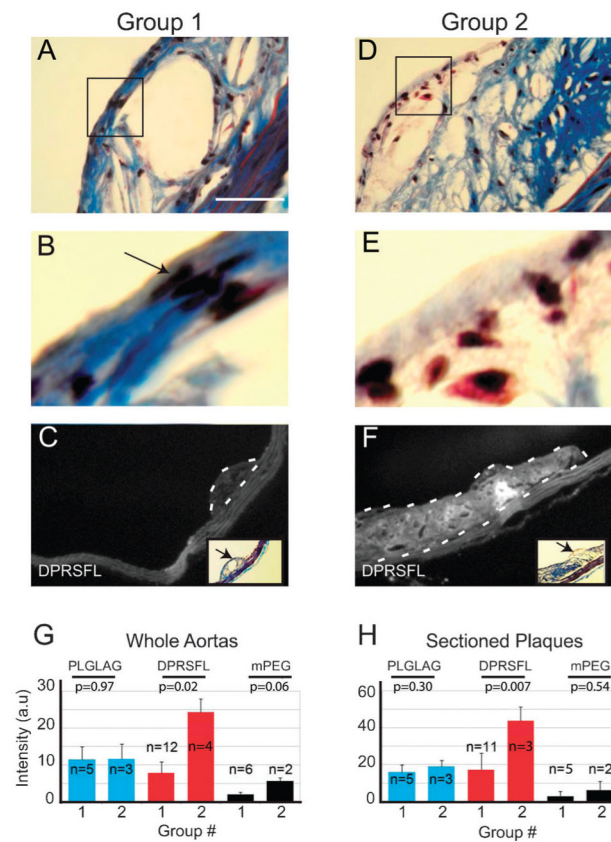 Group 1
Group 2
A
D
B
E
C
F
DPRSFL
DPRSFL
G
Whole Aortas
PLGLAG
DPRSFL
mPEG
p=0.97
p=0.02
p=0.06
Intensity (a.u)
30
20
10
0
n=5
n=3
n=12
n=4
n=6
n=2
1
2
1
2
1
2
Group #
H
Sectioned Plaques
PLGLAG
DPRSFL
mPEG
p=0.30
p=0.007
p=0.54
60
40
20
0
n=5
n=3
n=11
n=3
n=5
n=2
1
2
1
2
1
2
Group #